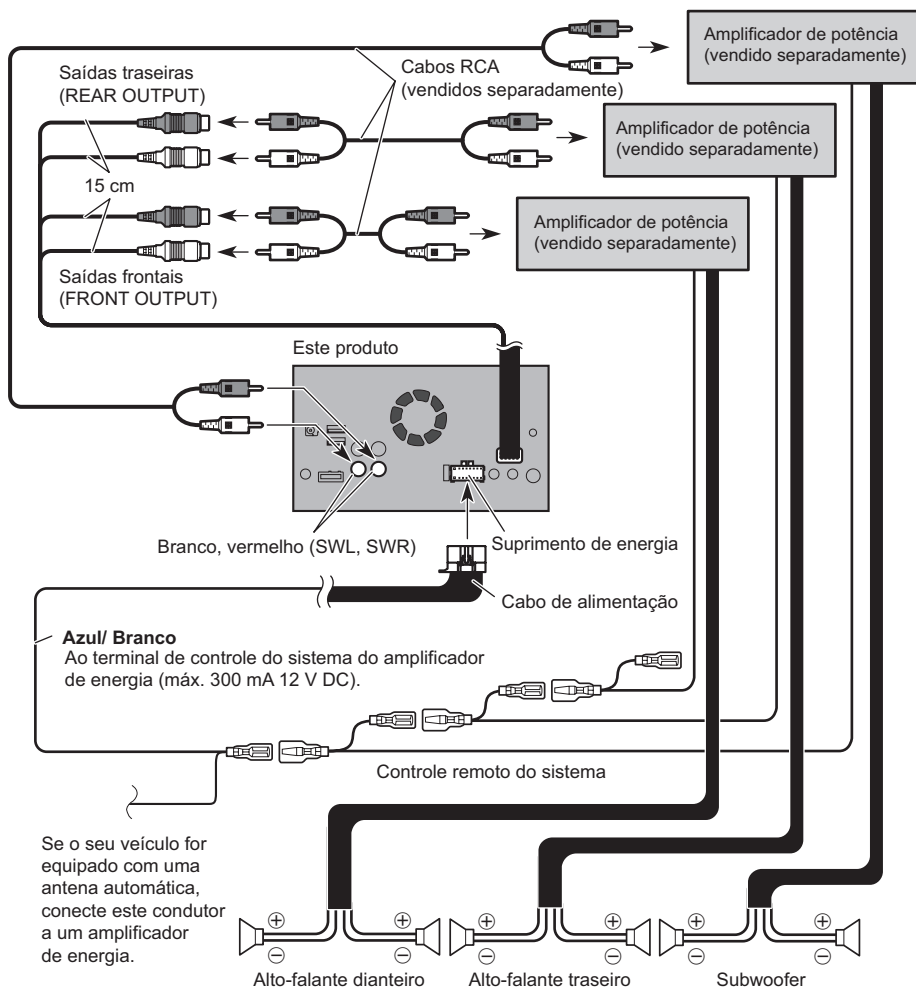 Amplificador de potência
(vendido separadamente)
Saídas traseiras
(REAR OUTPUT)
Cabos RCA
(vendidos separadamente)
Amplificador de potência
(vendido separadamente)
15 cm
Amplificador de potência
(vendido separadamente)
Saídas frontais
(FRONT OUTPUT)
Este produto
Branco, vermelho (SWL, SWR)
Suprimento de energia
Cabo de alimentação
Azul/ Branco
Ao terminal de controle do sistema do amplificador
de energia (máx. 300 mA 12 V DC).
Controle remoto do sistema
Se o seu veículo for
equipado com uma
antena automática,
conecte este condutor
a um amplificador
de energia.
+ + + + + +
− − − − − −
Alto-falante dianteiro
Alto-falante traseiro
Subwoofer